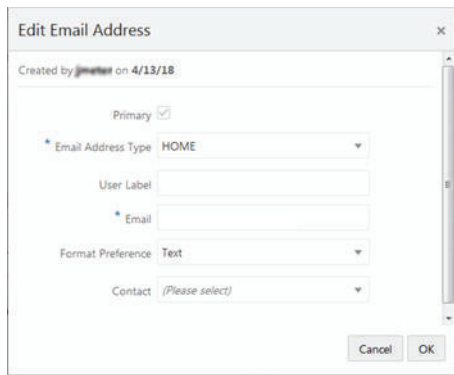 Edit Email Address
Created by on 4/13/18
Primary
* Email Address Type HOME
User Label
* Email
Format Preference Text
Contact (Please select)
Cancel OK